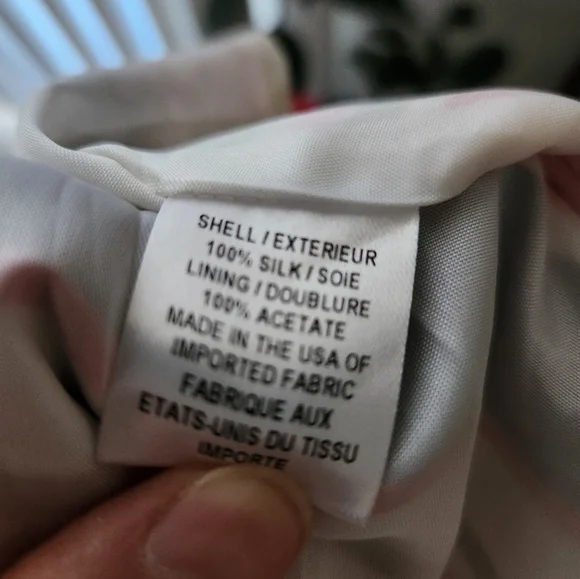 SHELL / EXTERIEUR
100% SILK / SOIE
LINING / DOUBLURE
100% ACETATE
MADE IN THE USA OF
IMPORTED FABRIC
FABRIQUE AUX
ETATS-UNIS DU TISSU
IMPORTE